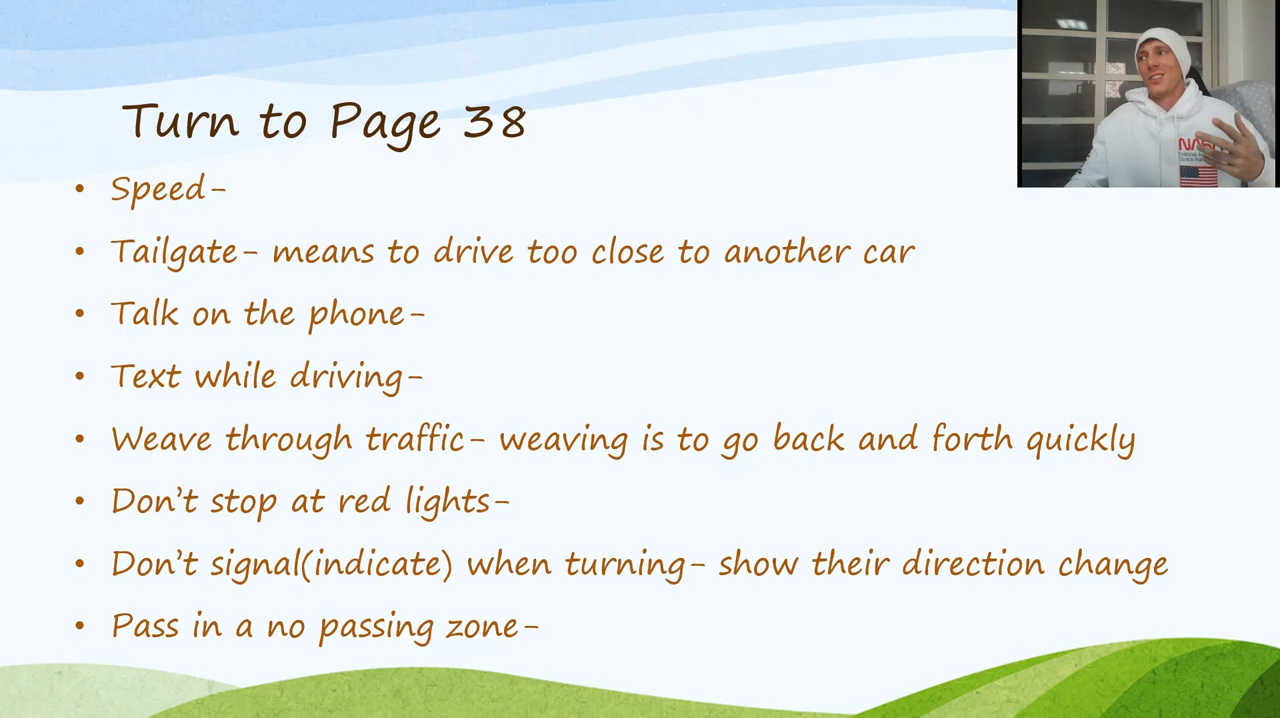 Turn to Page 38
• Speed-
• Tailgate- means to drive too close to another car
• Talk on the phone-
• Text while driving-
• Weave through traffic- weaving is to go back and forth quickly
• Don't stop at red lights-
• Don't signal(indicate) when turning- show their direction change
• Pass in a no passing zone-